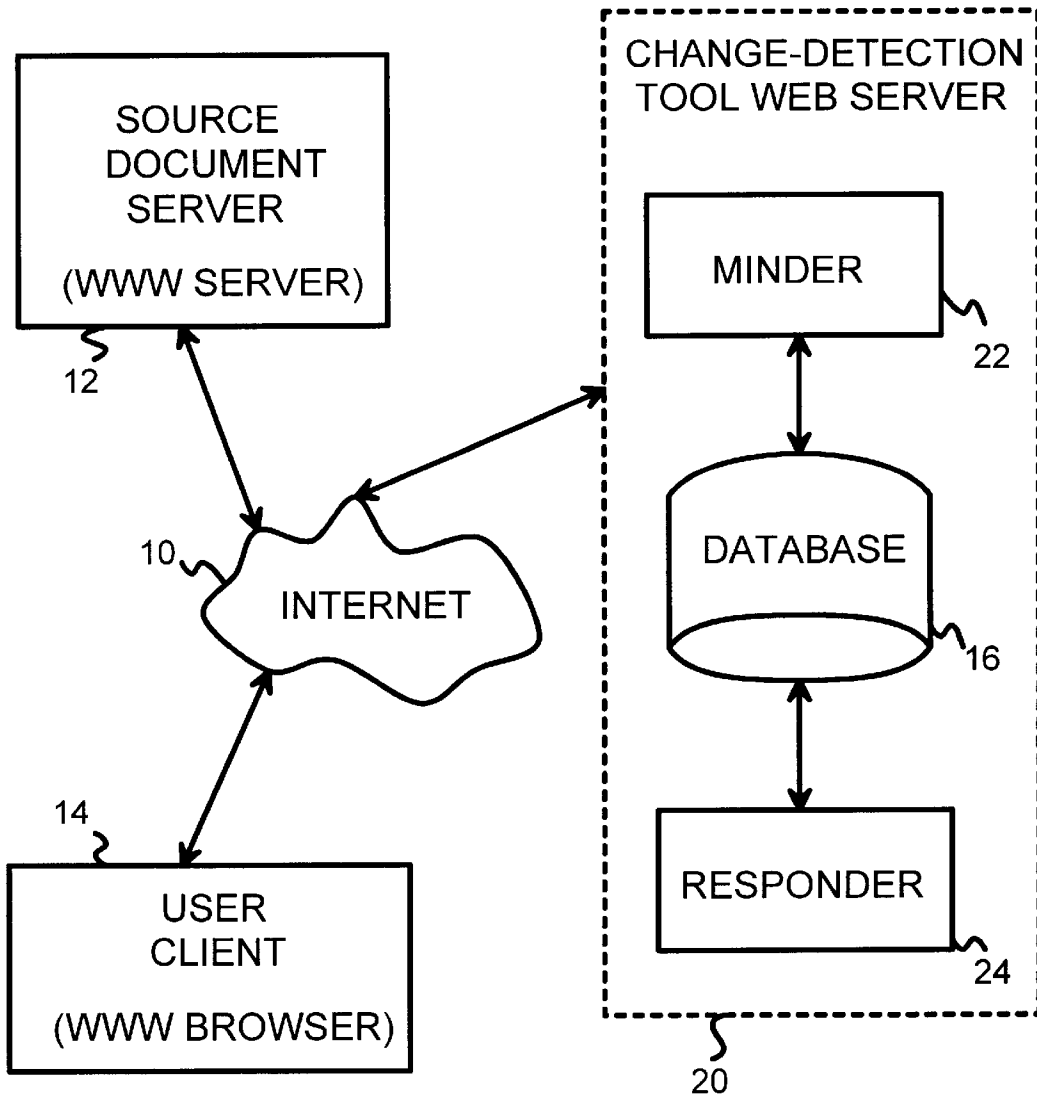 SOURCE
DOCUMENT
SERVER
(WWW SERVER)
12
CHANGE-DETECTION
TOOL WEB SERVER
MINDER
22
10
INTERNET
DATABASE
16
14
USER
CLIENT
(WWW BROWSER)
RESPONDER
24
20